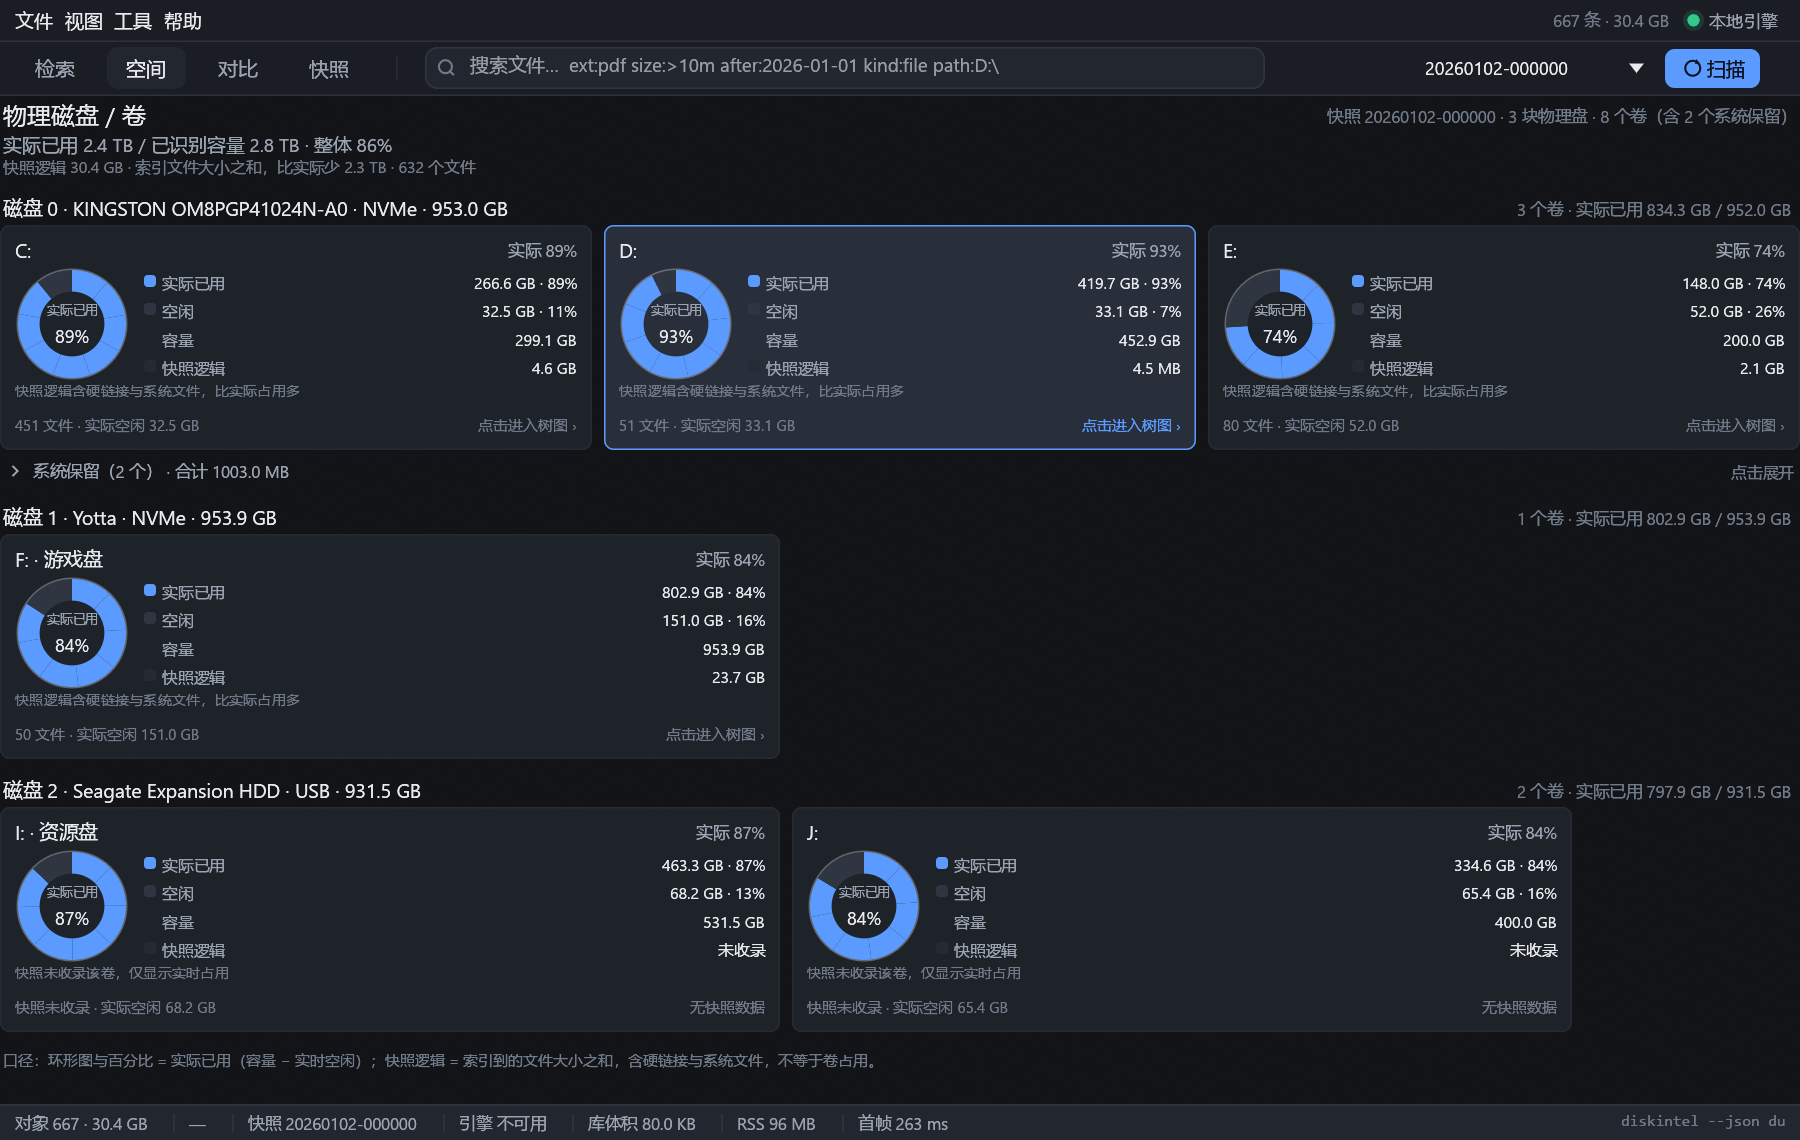 文件 视图 工具 帮助
667 条 · 30.4 GB 本地引擎
检索 空间 对比 快照
搜索文件... ext:pdf size:>10m after:2026-01-01 kind:file path:D:\
20260102-000000
扫描
物理磁盘 / 卷
快照 20260102-000000 · 3 块物理盘 · 8 个卷（含 2 个系统保留）
实际已用 2.4 TB / 已识别容量 2.8 TB · 整体 86%
快照逻辑 30.4 GB · 索引文件大小之和，比实际少 2.3 TB · 632 个文件
磁盘 0 · KINGSTON OM8PGP41024N-A0 · NVMe · 953.0 GB
3 个卷 · 实际已用 834.3 GB / 952.0 GB
C:
实际 89%
实际已用
89%
实际已用 266.6 GB · 89%
空闲 32.5 GB · 11%
容量 299.1 GB
快照逻辑 4.6 GB
快照逻辑含硬链接与系统文件，比实际占用多
451 文件 · 实际空闲 32.5 GB
点击进入树图 ›
D:
实际 93%
实际已用
93%
实际已用 419.7 GB · 93%
空闲 33.1 GB · 7%
容量 452.9 GB
快照逻辑 4.5 MB
快照逻辑含硬链接与系统文件，比实际占用多
51 文件 · 实际空闲 33.1 GB
点击进入树图 ›
E:
实际 74%
实际已用
74%
实际已用 148.0 GB · 74%
空闲 52.0 GB · 26%
容量 200.0 GB
快照逻辑 2.1 GB
快照逻辑含硬链接与系统文件，比实际占用多
80 文件 · 实际空闲 52.0 GB
点击进入树图 ›
系统保留（2 个） · 合计 1003.0 MB
点击展开
磁盘 1 · Yotta · NVMe · 953.9 GB
1 个卷 · 实际已用 802.9 GB / 953.9 GB
F: · 游戏盘
实际 84%
实际已用
84%
实际已用 802.9 GB · 84%
空闲 151.0 GB · 16%
容量 953.9 GB
快照逻辑 23.7 GB
快照逻辑含硬链接与系统文件，比实际占用多
50 文件 · 实际空闲 151.0 GB
点击进入树图 ›
磁盘 2 · Seagate Expansion HDD · USB · 931.5 GB
2 个卷 · 实际已用 797.9 GB / 931.5 GB
I: · 资源盘
实际 87%
实际已用
87%
实际已用 463.3 GB · 87%
空闲 68.2 GB · 13%
容量 531.5 GB
快照逻辑 未收录
快照未收录该卷，仅显示实时占用
快照未收录 · 实际空闲 68.2 GB
无快照数据
J:
实际 84%
实际已用
84%
实际已用 334.6 GB · 84%
空闲 65.4 GB · 16%
容量 400.0 GB
快照逻辑 未收录
快照未收录该卷，仅显示实时占用
快照未收录 · 实际空闲 65.4 GB
无快照数据
口径：环形图与百分比 = 实际已用（容量 − 实时空闲）；快照逻辑 = 索引到的文件大小之和，含硬链接与系统文件，不等于卷占用。
对象 667 · 30.4 GB — 快照 20260102-000000 引擎 不可用 库体积 80.0 KB RSS 96 MB 首帧 263 ms
diskintel --json du